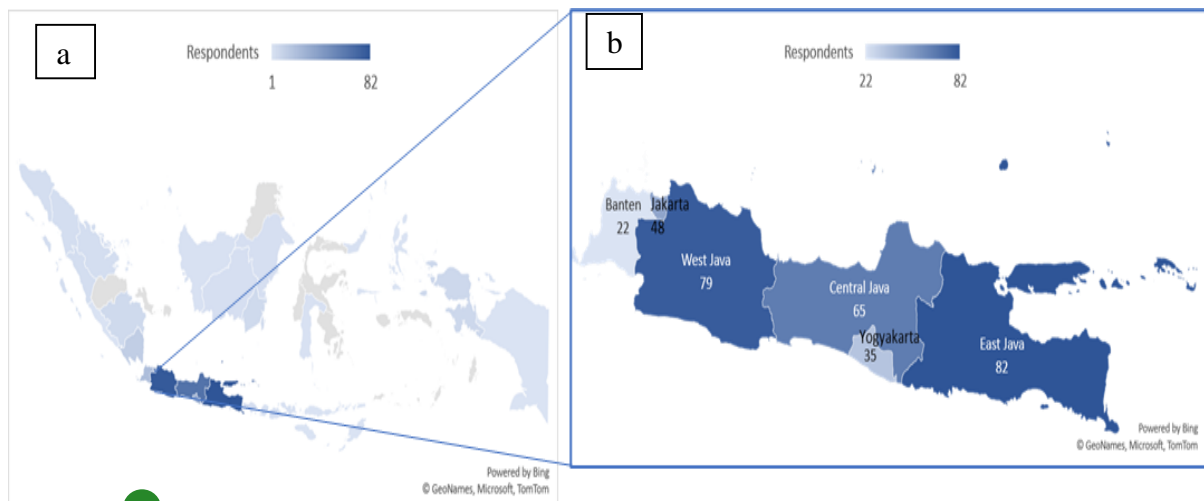 a
Respondents
1 82
Powered by Bing
© GeoNames, Microsoft, TomTom
b
Respondents
22 82
Banten
22
Jakarta
48
West Java
79
Central Java
65
Yogyakarta
35
East Java
82
Powered by Bing
© GeoNames, Microsoft, TomTom